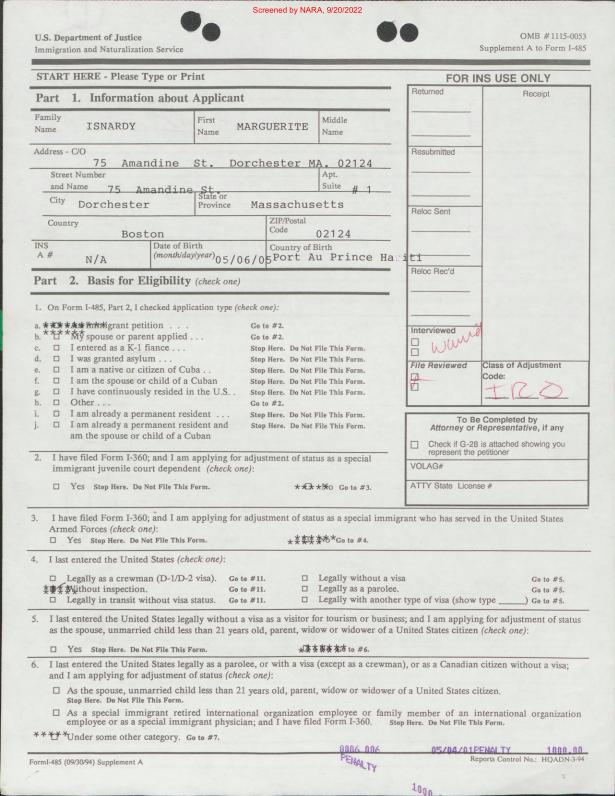 Screened by NARA, 9/20/2022
U.S. Department of Justice
Immigration and Naturalization Service
OMB #1115-0053
Supplement A to Form I-485
START HERE - Please Type or Print
FOR INS USE ONLY
Part 1. Information about Applicant
Returned
Receipt
Family Name ISNARDY First Name MARGUERITE Middle Name
Address - C/O
75 Amandine St. Dorchester MA. 02124
Resubmitted
Street Number and Name 75 Amandine St. Apt. Suite # 1
City Dorchester State or Province Massachusetts
Reloc Sent
Country Boston ZIP/Postal Code 02124
INS A # N/A Date of Birth (month/day/year) 05/06/05 Country of Birth Port Au Prince Haiti
Reloc Rec'd
Part 2. Basis for Eligibility (check one)
1. On Form I-485, Part 2, I checked application type (check one):
a. immigrant petition . . . Go to #2.
b. My spouse or parent applied . . . Go to #2.
c. I entered as a K-1 fiance . . . Stop Here. Do Not File This Form.
d. I was granted asylum . . . Stop Here. Do Not File This Form.
e. I am a native or citizen of Cuba . . Stop Here. Do Not File This Form.
f. I am the spouse or child of a Cuban Stop Here. Do Not File This Form.
g. I have continuously resided in the U.S. . Stop Here. Do Not File This Form.
h. Other . . . Go to #2.
i. I am already a permanent resident . . . Stop Here. Do Not File This Form.
j. I am already a permanent resident and Stop Here. Do Not File This Form.
am the spouse or child of a Cuban
Interviewed
waived
File Reviewed
Class of Adjustment
Code:
To Be Completed by
Attorney or Representative, if any
Check if G-28 is attached showing you
represent the petitioner
VOLAG#
ATTY State License #
2. I have filed Form I-360; and I am applying for adjustment of status as a special
immigrant juvenile court dependent (check one):
Yes Stop Here. Do Not File This Form. No Go to #3.
3. I have filed Form I-360; and I am applying for adjustment of status as a special immigrant who has served in the United States
Armed Forces (check one):
Yes Stop Here. Do Not File This Form. Go to #4.
4. I last entered the United States (check one):
Legally as a crewman (D-1/D-2 visa). Go to #11. Legally without a visa Go to #5.
Without inspection. Go to #11. Legally as a parolee. Go to #5.
Legally in transit without visa status. Go to #11. Legally with another type of visa (show type ______) Go to #5.
5. I last entered the United States legally without a visa as a visitor for tourism or business; and I am applying for adjustment of status
as the spouse, unmarried child less than 21 years old, parent, widow or widower of a United States citizen (check one):
Yes Stop Here. Do Not File This Form. to #6.
6. I last entered the United States legally as a parolee, or with a visa (except as a crewman), or as a Canadian citizen without a visa;
and I am applying for adjustment of status (check one):
As the spouse, unmarried child less than 21 years old, parent, widow or widower of a United States citizen.
Stop Here. Do Not File This Form.
As a special immigrant retired international organization employee or family member of an international organization
employee or as a special immigrant physician; and I have filed Form I-360. Stop Here. Do Not File This Form.
Under some other category. Go to #7.
0006 006 05/04/01PENALTY 1000.00
PENALTY
FormI-485 (09/30/94) Supplement A
Reports Control No.: HQADN-3-94
1000